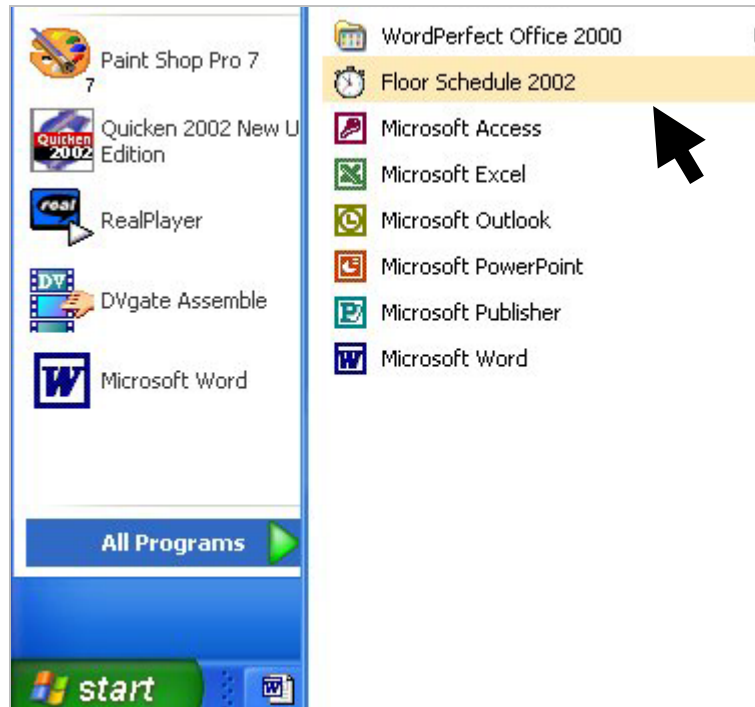 Paint Shop Pro 7
7
Quicken 2002 New U
Edition
Quicken
2002
real
RealPlayer
DV
DVgate Assemble
W
Microsoft Word
All Programs
start
W
WordPerfect Office 2000
Floor Schedule 2002
Microsoft Access
Microsoft Excel
Microsoft Outlook
Microsoft PowerPoint
Microsoft Publisher
W
Microsoft Word